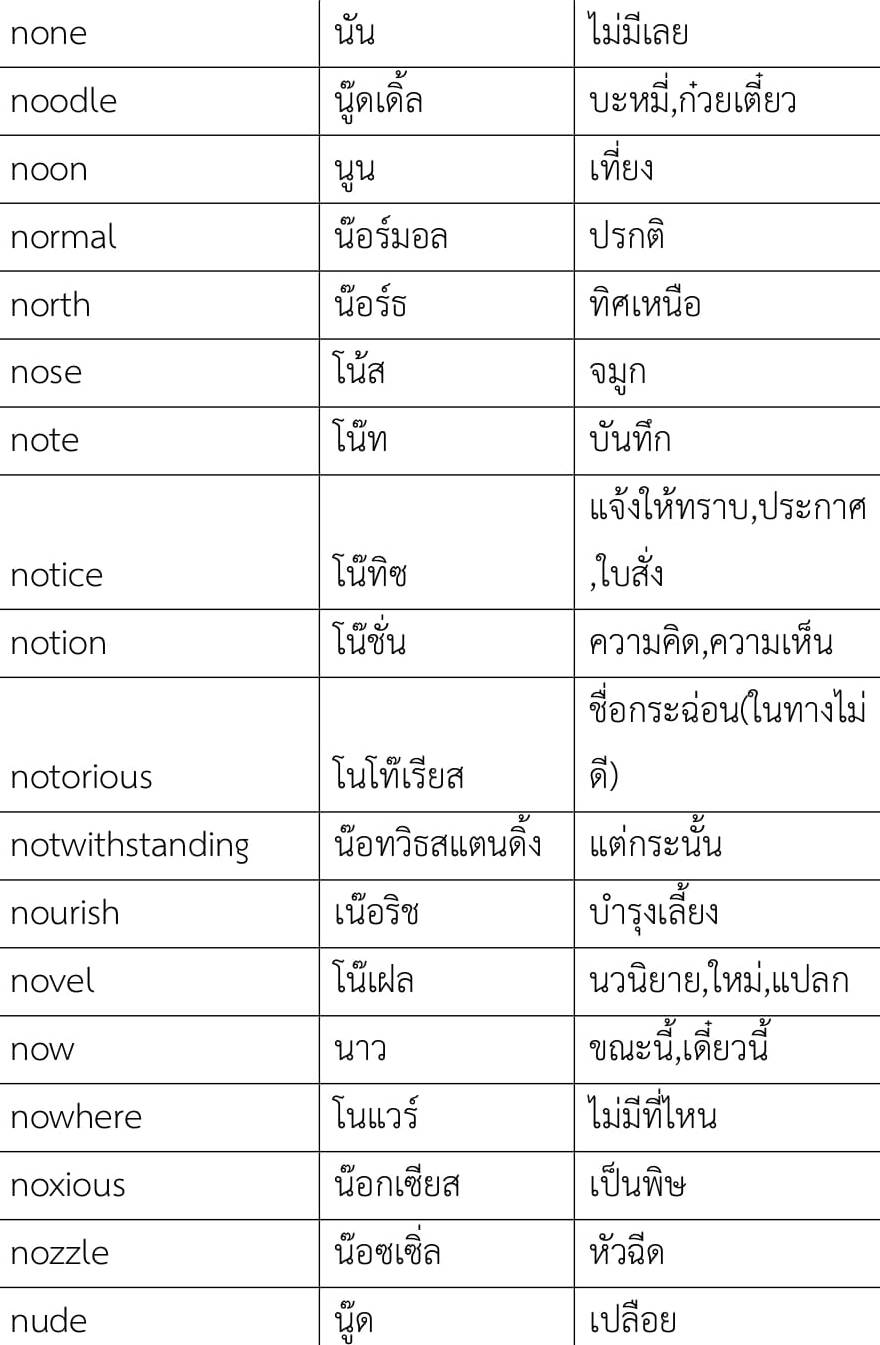 none นัน ไม่มีเลย
noodle นู๊ดเดิ้ล บะหมี่,ก๋วยเตี๋ยว
noon นูน เที่ยง
normal น๊อร์มอล ปรกติ
north น๊อร์ธ ทิศเหนือ
nose โน้ส จมูก
note โน๊ท บันทึก
แจ้งให้ทราบ,ประกาศ
notice โน๊ทิซ ,ใบสั่ง
notion โน๊ชั่น ความคิด,ความเห็น
ชื่อกระฉ่อน(ในทางไม่
notorious โนโท๊เรียส ดี)
notwithstanding น๊อทวิธสแตนดิ้ง แต่กระนั้น
nourish เน๊อริช บำรุงเลี้ยง
novel โน๊เฝล นวนิยาย,ใหม่,แปลก
now นาว ขณะนี้,เดี๋ยวนี้
nowhere โนแวร์ ไม่มีที่ไหน
noxious น๊อกเซียส เป็นพิษ
nozzle น๊อซเซิ่ล หัวฉีด
nude นู๊ด เปลือย